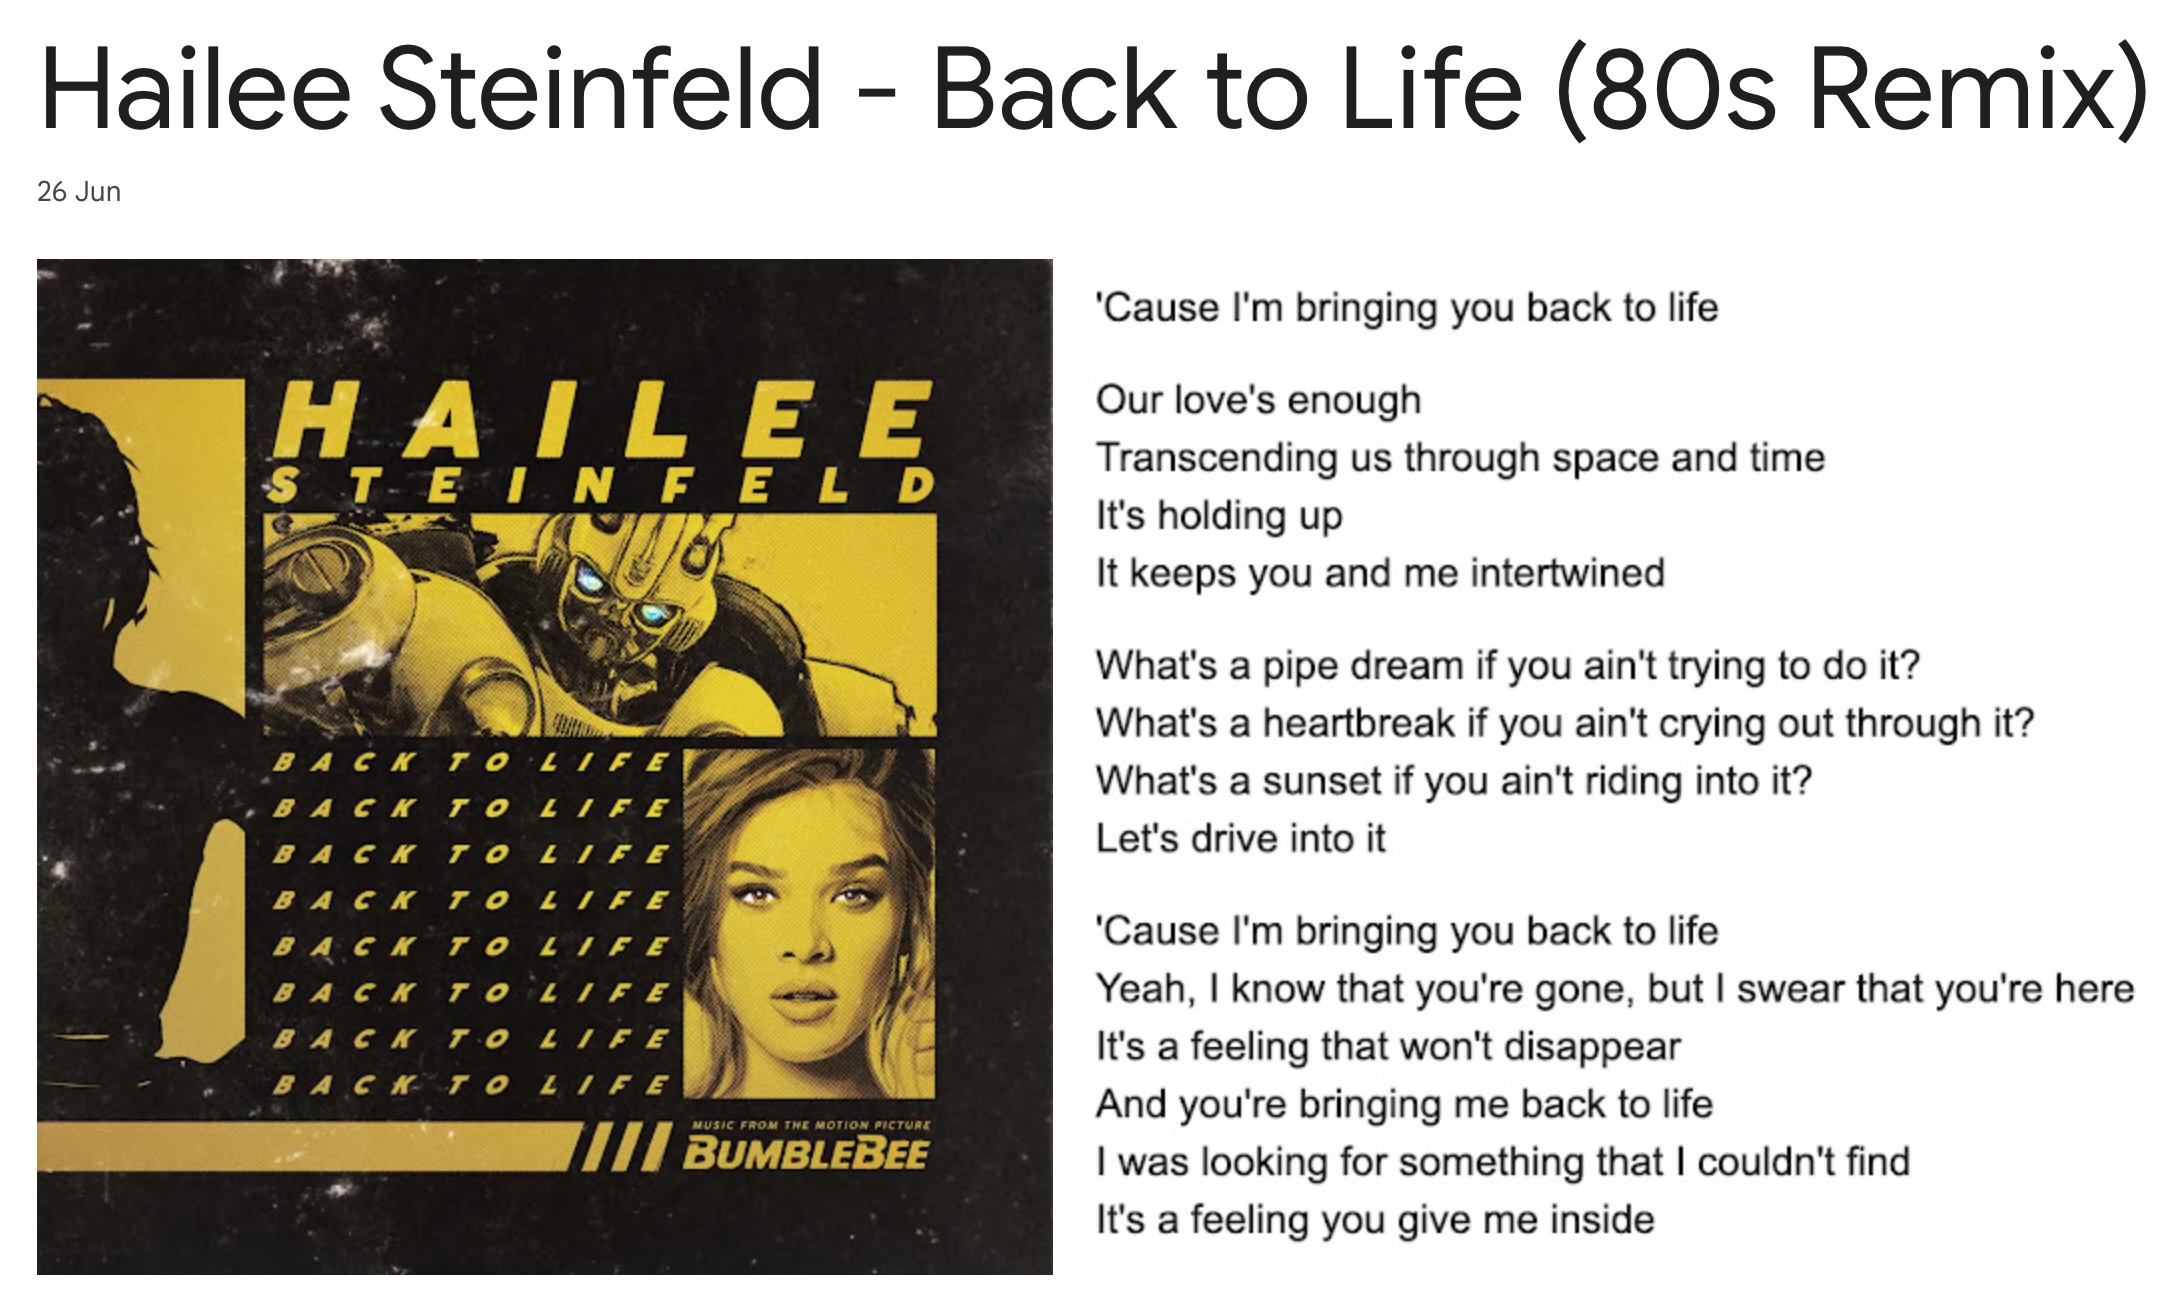 Hailee Steinfeld - Back to Life (80s Remix)
26 Jun
HAILEE
STEINFELD
BACK TO LIFE
BACK TO LIFE
BACK TO LIFE
BACK TO LIFE
BACK TO LIFE
BACK TO LIFE
BACK TO LIFE
BACK TO LIFE
MUSIC FROM THE MOTION PICTURE
BUMBLEBEE
'Cause I'm bringing you back to life
Our love's enough
Transcending us through space and time
It's holding up
It keeps you and me intertwined
What's a pipe dream if you ain't trying to do it?
What's a heartbreak if you ain't crying out through it?
What's a sunset if you ain't riding into it?
Let's drive into it
'Cause I'm bringing you back to life
Yeah, I know that you're gone, but I swear that you're here
It's a feeling that won't disappear
And you're bringing me back to life
I was looking for something that I couldn't find
It's a feeling you give me inside